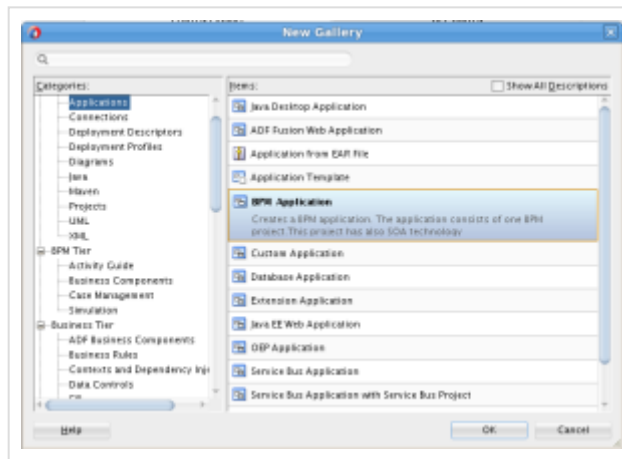 New Gallery
Categories:
Applications
Connections
Deployment Descriptors
Deployment Profiles
Diagrams
Java
Maven
Projects
UML
XML
BPM Tier
Activity Guide
Business Components
Case Management
Simulation
Business Tier
ADF Business Components
Business Rules
Contexts and Dependency Inje
Data Controls
Items:
Show All Descriptions
Java Desktop Application
ADF Fusion Web Application
Application from EAR File
Application Template
BPM Application
Creates a BPM application. The application consists of one BPM
project.This project has also SOA technology
Custom Application
Database Application
Extension Application
Java EE Web Application
OEP Application
Service Bus Application
Service Bus Application with Service Bus Project
Help
OK
Cancel